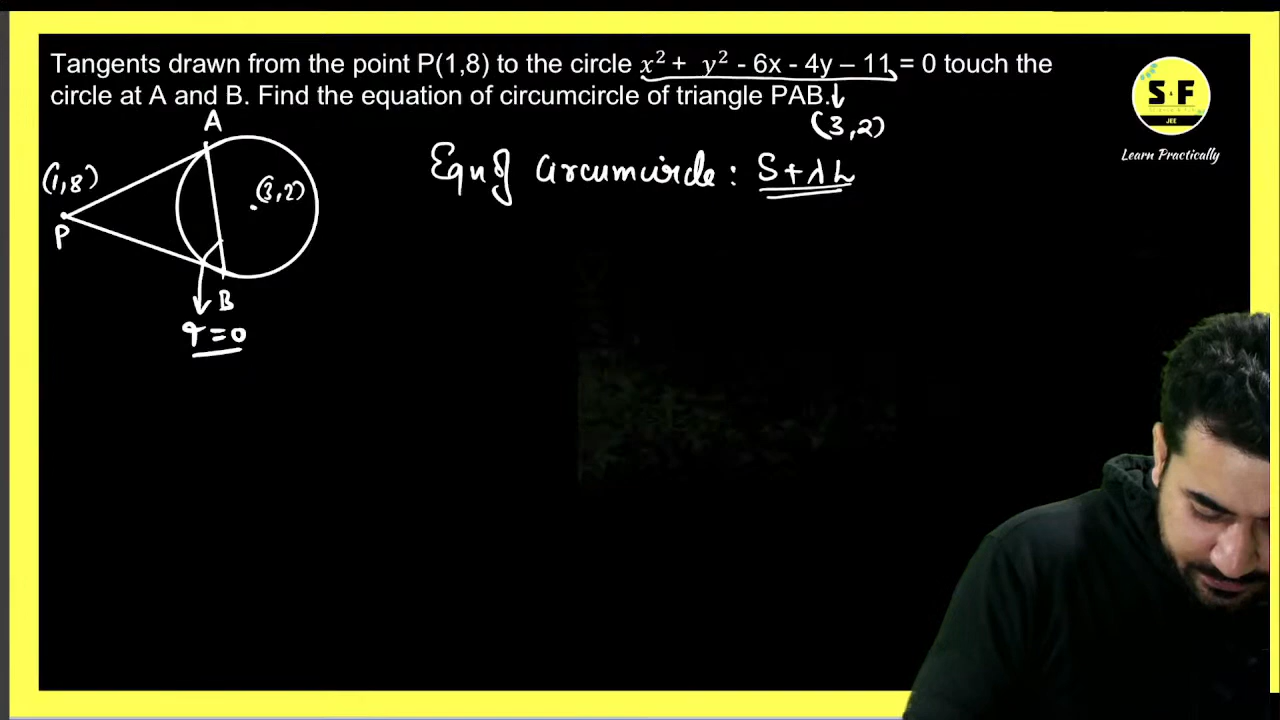 Tangents drawn from the point P(1,8) to the circle x² + y² - 6x - 4y – 11 = 0 touch the
circle at A and B. Find the equation of circumcircle of triangle PAB.
(3,2)
S & F
JEE
Learn Practically
Eqn of circumcircle : S+λL
A
(1,8)
(3,2)
P
B
T=0